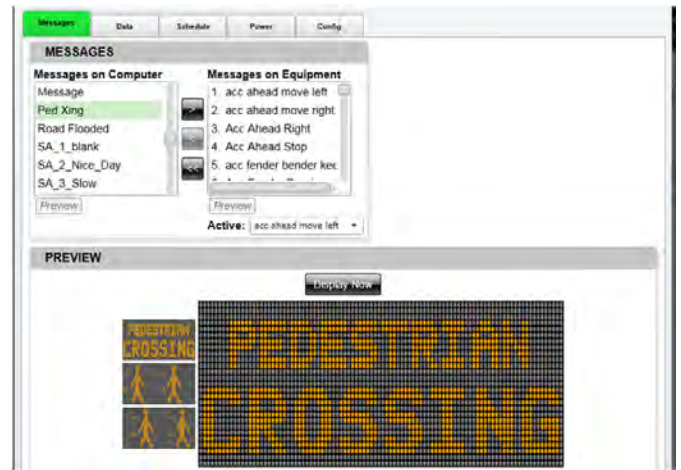 Messages
Data
Schedule
Power
Config
MESSAGES
Messages on Computer
Message
Ped Xing
Road Flooded
SA_1_blank
SA_2_Nice_Day
SA_3_Slow
Preview
>
<<
Messages on Equipment
1. acc ahead move left
2. acc ahead move right
3. Acc Ahead Right
4. Acc Ahead Stop
5. acc fender bender kee
Preview
Active: acc ahead move left
PREVIEW
Display Now
PEDESTRIAN
CROSSING
PEDESTRIAN
CROSSING